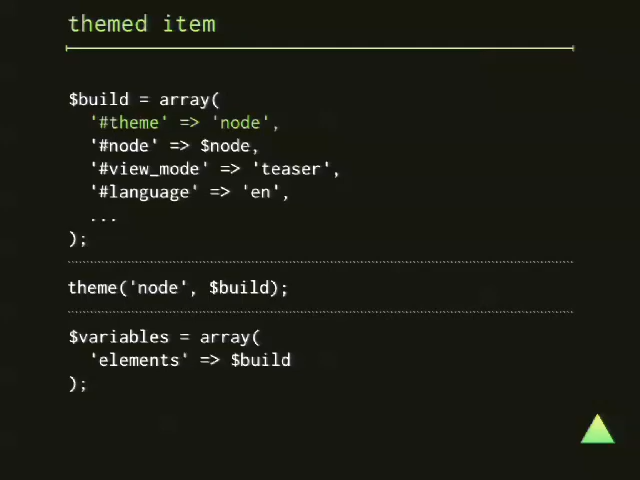 themed item
$build = array(
'#theme' => 'node',
'#node' => $node,
'#view_mode' => 'teaser',
'#language' => 'en',
...
);
theme('node', $build);
$variables = array(
'elements' => $build
);